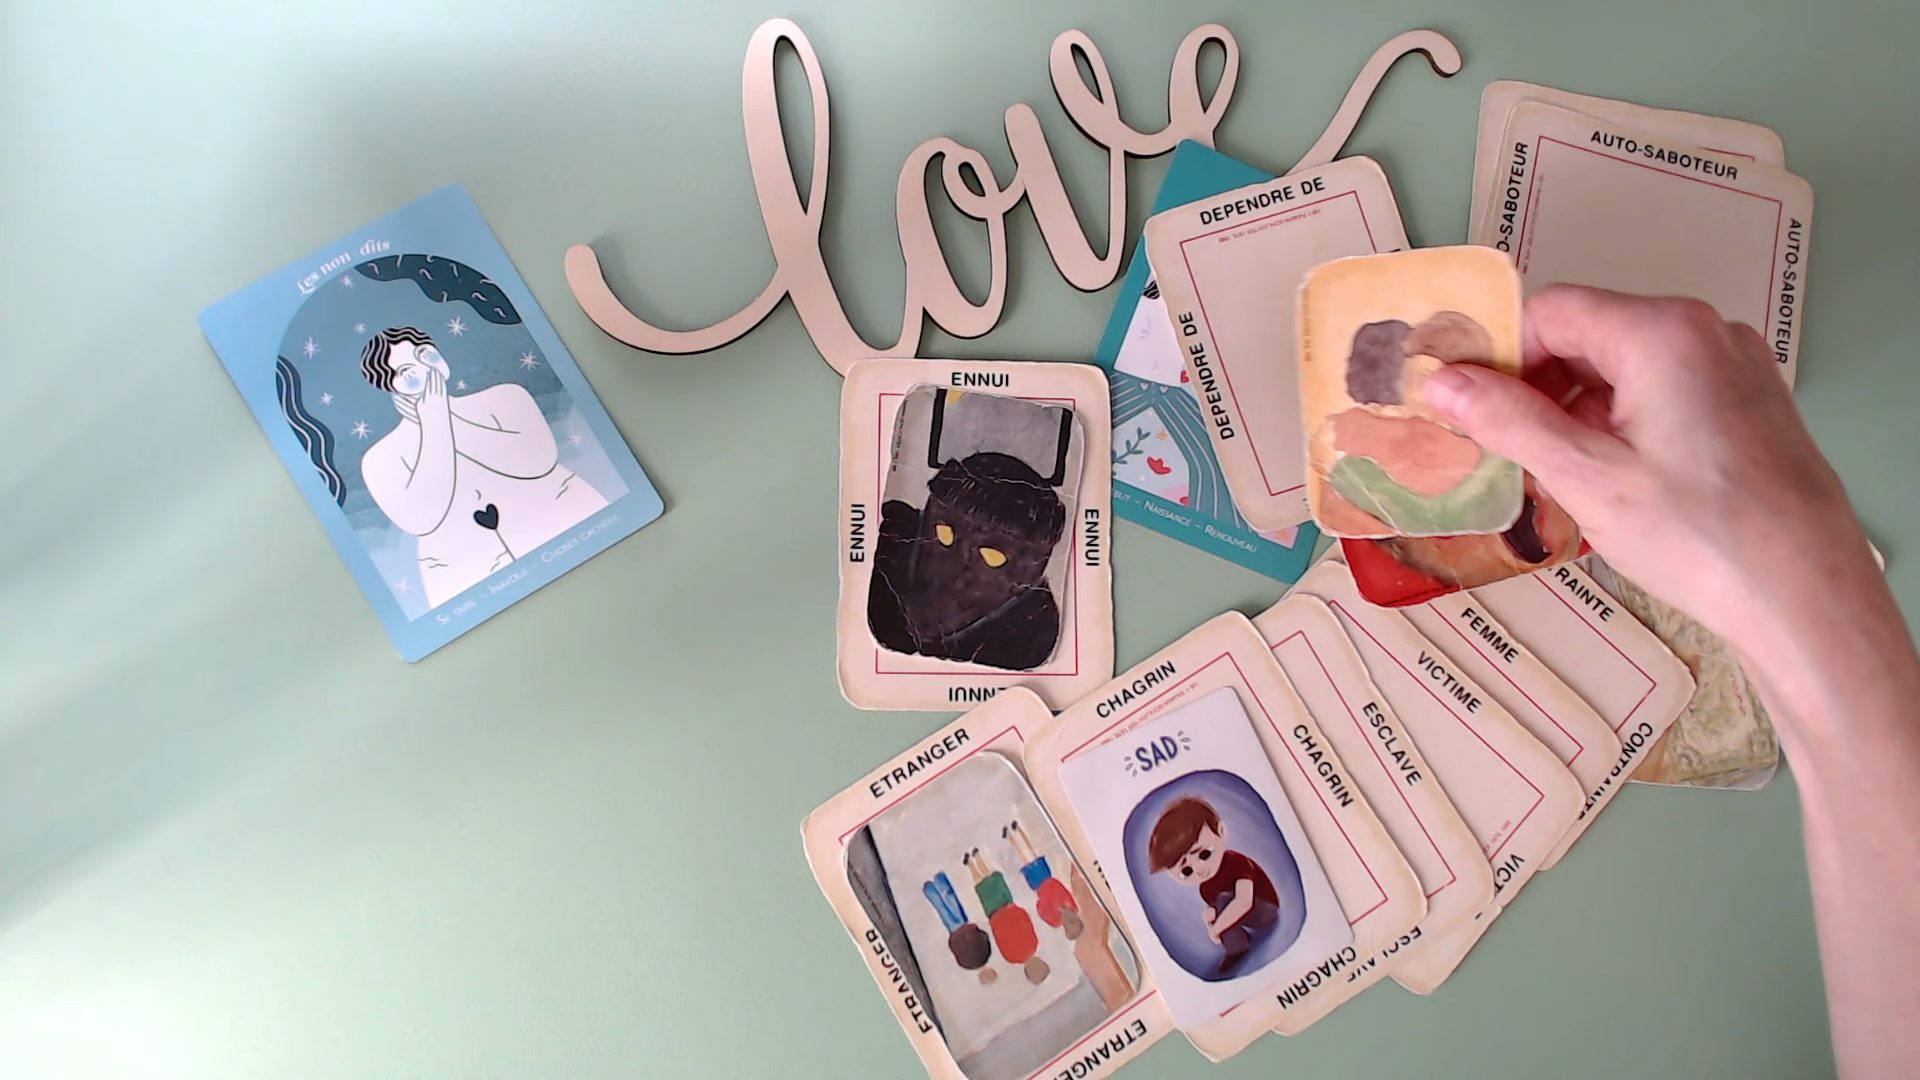 love
Les non-dits
SE TAIRE – INAVOUÉ – CHOSES CACHÉES
DEPENDRE DE
DEPENDRE DE
NAISSANCE – RENOUVEAU
AUTO-SABOTEUR
AUTO-SABOTEUR
O-SABOTEUR
ENNUI
ENNUI
ENNUI
ENNUI
ETRANGER
ETRANGER
ETRANGER
CHAGRIN
CHAGRIN
CHAGRIN
SAD
ESCLAVE
VICTIME
FEMME
CONTRAINTE